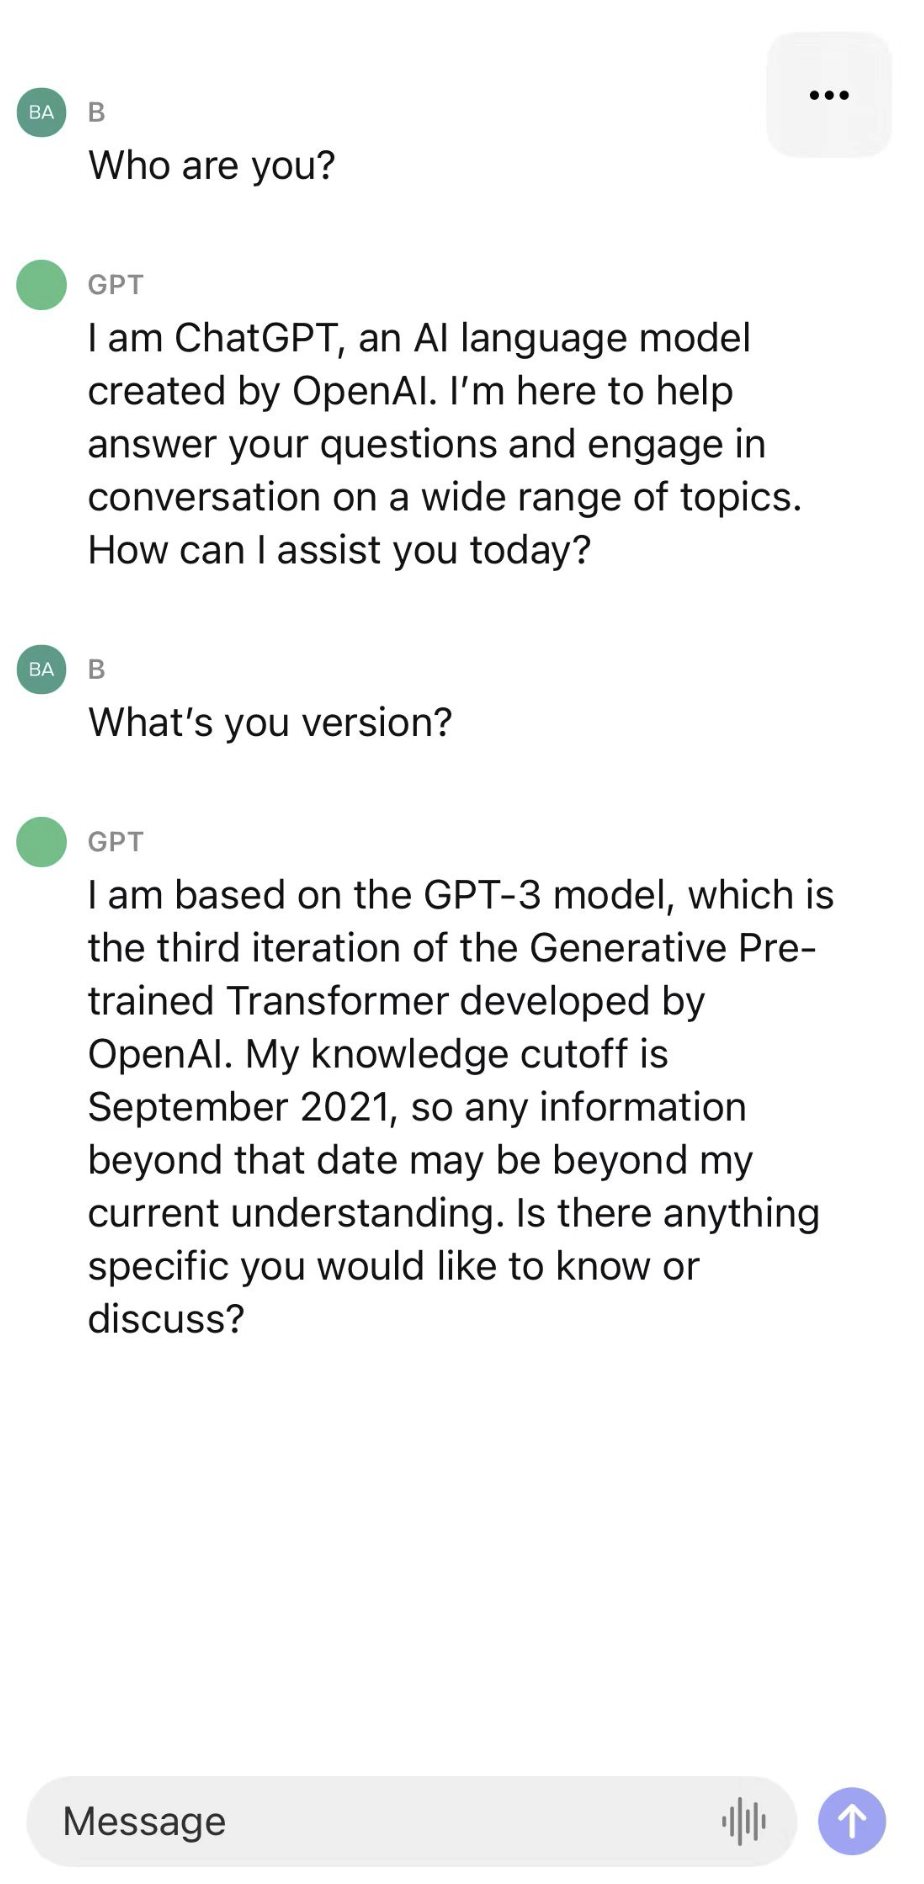 BA B
Who are you?
GPT
I am ChatGPT, an AI language model
created by OpenAI. I’m here to help
answer your questions and engage in
conversation on a wide range of topics.
How can I assist you today?
BA B
What’s you version?
GPT
I am based on the GPT-3 model, which is
the third iteration of the Generative Pre-
trained Transformer developed by
OpenAI. My knowledge cutoff is
September 2021, so any information
beyond that date may be beyond my
current understanding. Is there anything
specific you would like to know or
discuss?
Message